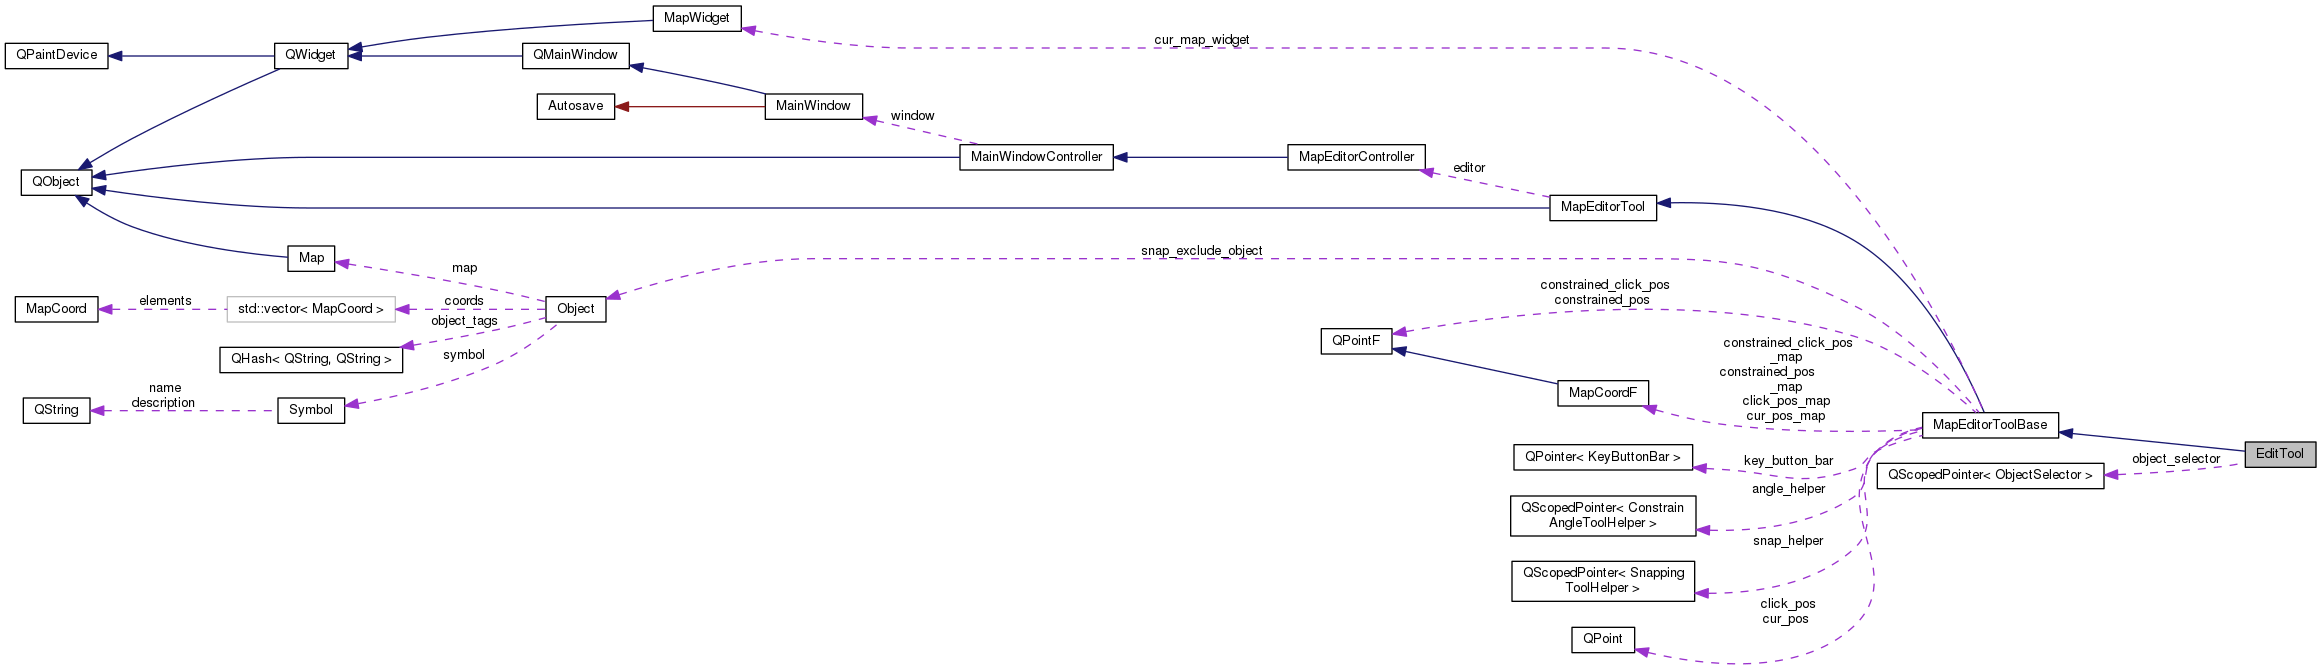 MapWidget
cur_map_widget
QPaintDevice
QWidget
QMainWindow
Autosave
MainWindow
window
MainWindowController
MapEditorController
editor
QObject
MapEditorTool
snap_exclude_object
Map
map
MapCoord
elements
std::vector< MapCoord >
coords
Object
object_tags
QHash< QString, QString >
symbol
name
description
QString
Symbol
constrained_click_pos
constrained_pos
QPointF
constrained_click_pos
_map
constrained_pos
_map
click_pos_map
cur_pos_map
MapCoordF
MapEditorToolBase
EditTool
object_selector
QScopedPointer< ObjectSelector >
QPointer< KeyButtonBar >
key_button_bar
angle_helper
QScopedPointer< Constrain
AngleToolHelper >
snap_helper
QScopedPointer< Snapping
ToolHelper >
click_pos
cur_pos
QPoint